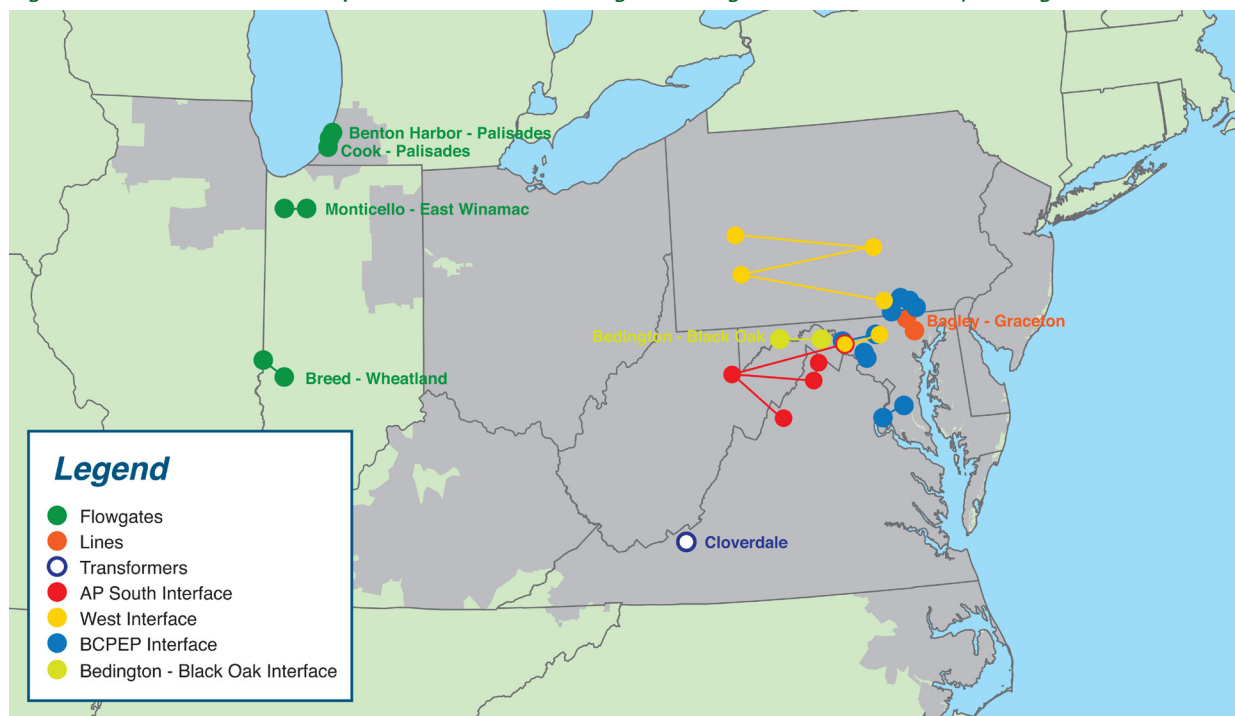 Benton Harbor - Palisades
Cook - Palisades
Monticello - East Winamac
Bagley - Graceton
Bedington - Black Oak
Breed - Wheatland
Cloverdale
Legend
Flowgates
Lines
Transformers
AP South Interface
West Interface
BCPEP Interface
Bedington - Black Oak Interface